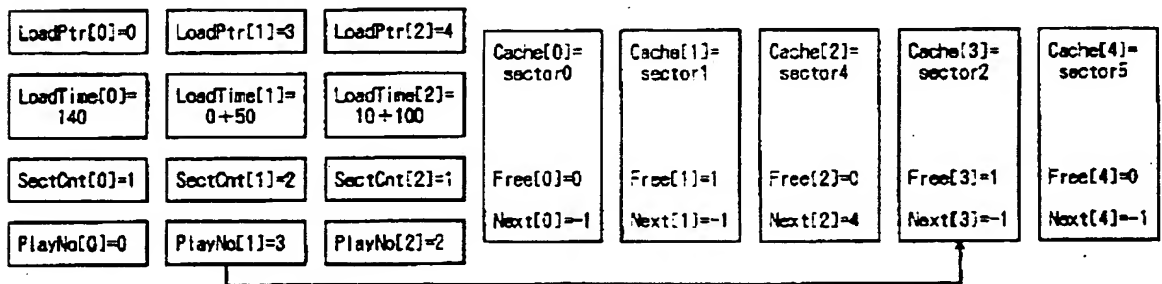 LoadPtr[0]=0
LoadPtr[1]=3
LoadPtr[2]=4
LoadTime[0]=
140
LoadTime[1]=
0+50
LoadTime[2]=
10+100
SectCnt[0]=1
SectCnt[1]=2
SectCnt[2]=1
PlayNo[0]=0
PlayNo[1]=3
PlayNo[2]=2
Cache[0]=
sector0
Free[0]=0
Next[0]=-1
Cache[1]=
sector1
Free[1]=1
Next[1]=-1
Cache[2]=
sector4
Free[2]=0
Next[2]=4
Cache[3]=
sector2
Free[3]=1
Next[3]=-1
Cache[4]=
sector5
Free[4]=0
Next[4]=-1